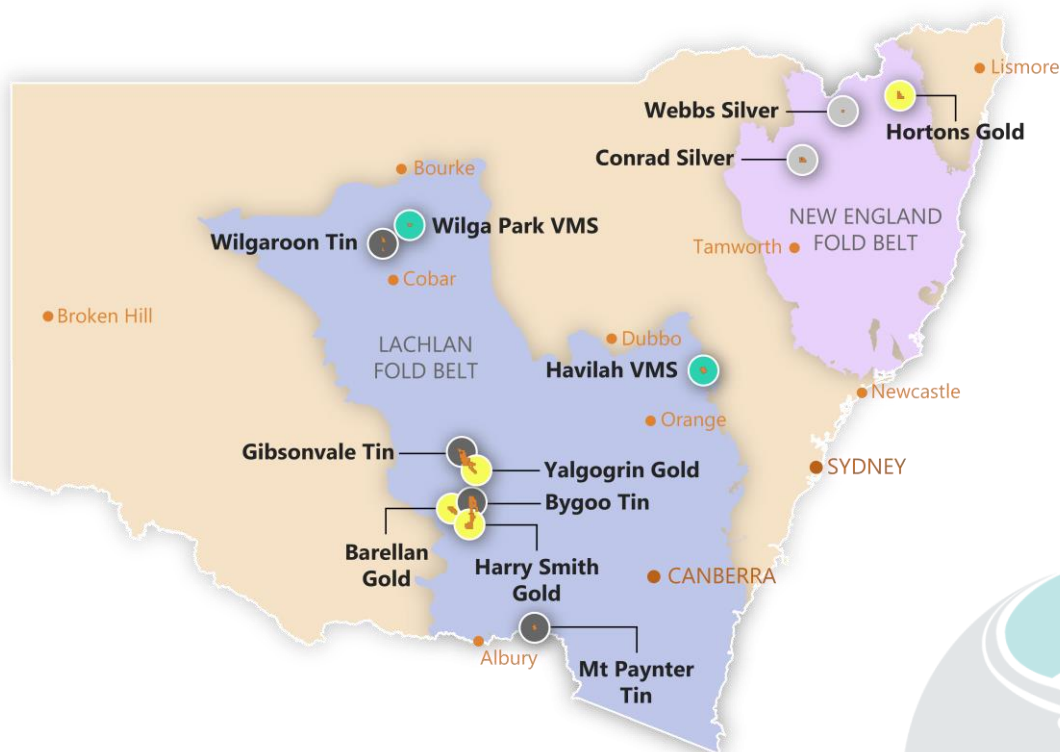 Lismore
Webbs Silver
Hortons Gold
Conrad Silver
Bourke
NEW ENGLAND
FOLD BELT
Wilga Park VMS
Wilgaroon Tin
Tamworth
Cobar
Broken Hill
Dubbo
LACHLAN
FOLD BELT
Havilah VMS
Newcastle
Orange
Gibsonvale Tin
SYDNEY
Yalgogrin Gold
Bygoo Tin
Barellan
Gold
Harry Smith
Gold
CANBERRA
Albury
Mt Paynter
Tin